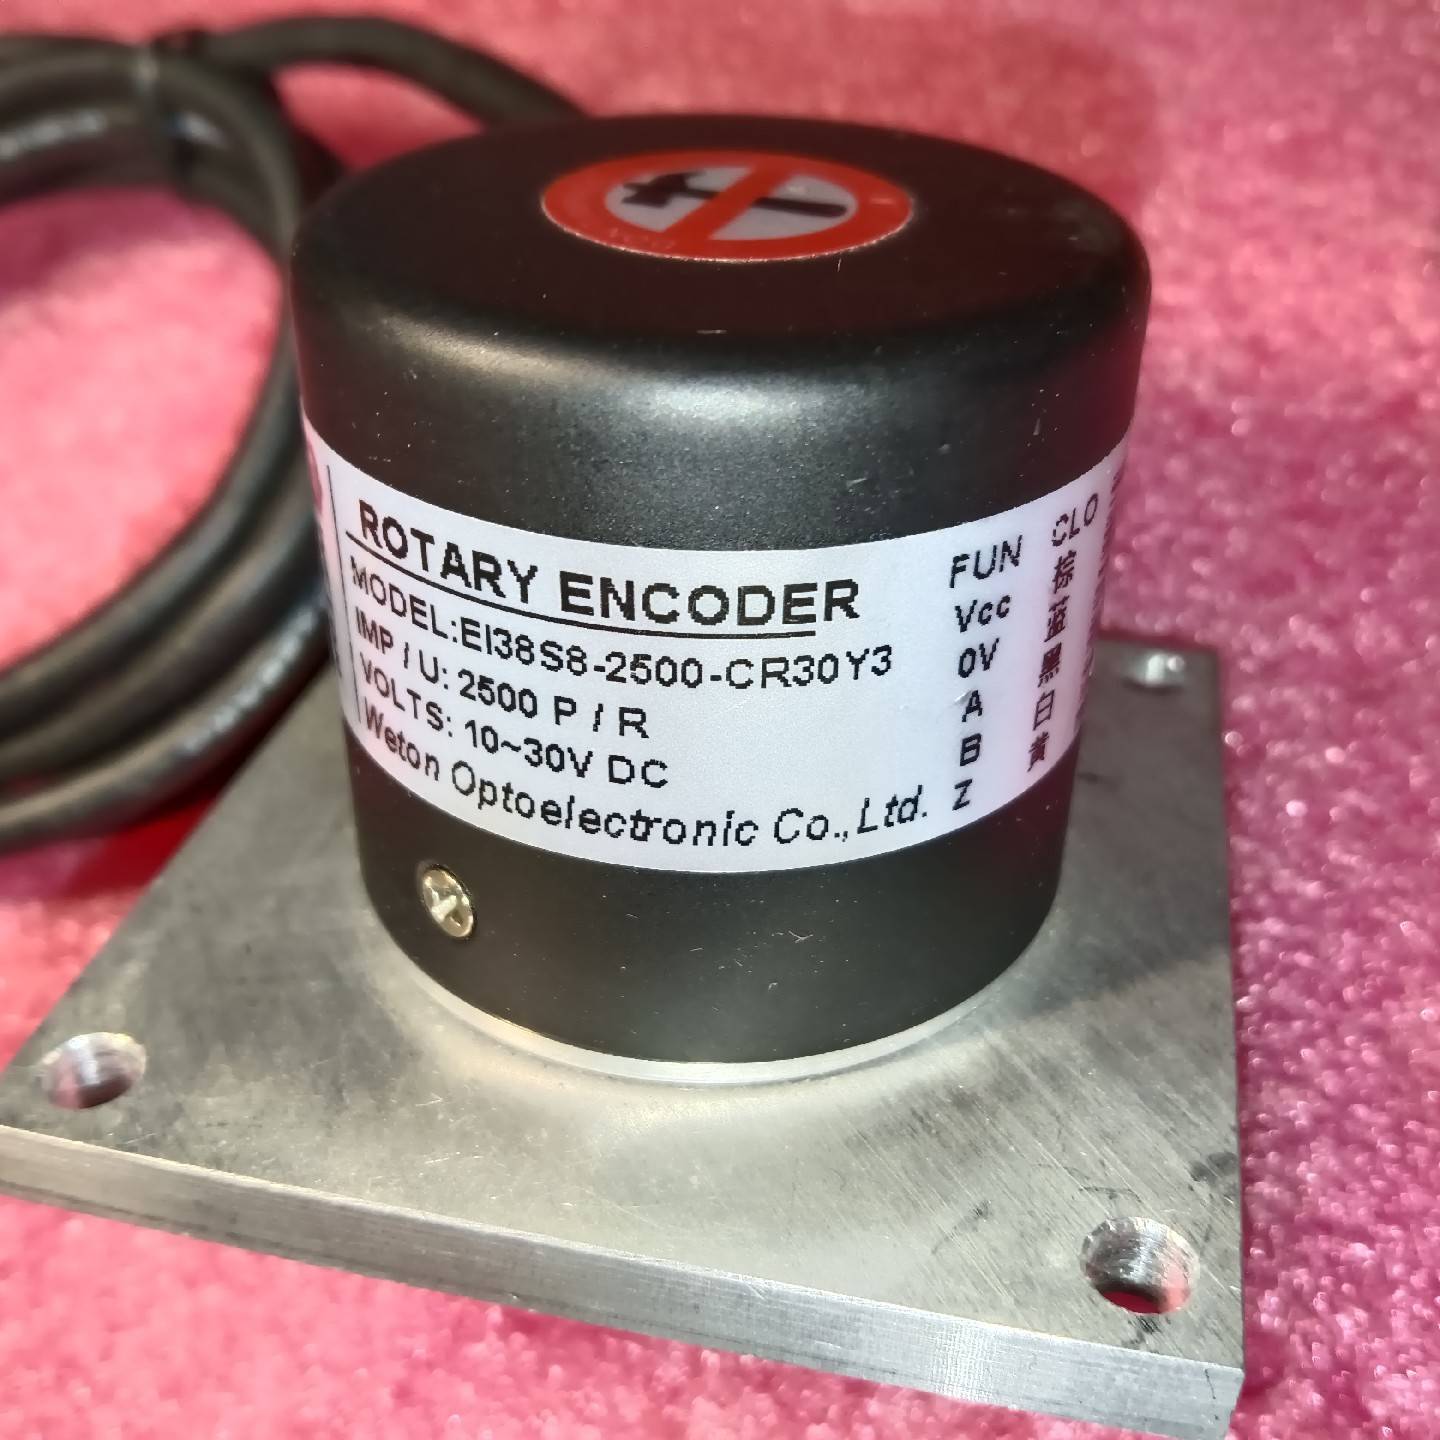 ROTARY ENCODER
MODEL:EI38S8-2500-CR30Y3
IMP / U: 2500 P / R
VOLTS: 10~30V DC
Weton Optoelectronic Co.,Ltd.
FUN CLO
Vcc 棕
0V 蓝
A 黑
B 白
Z 黄